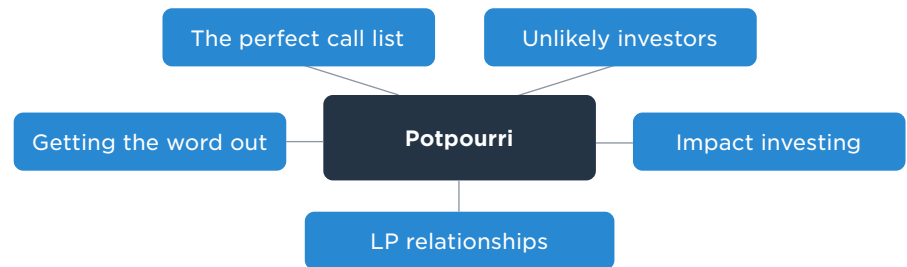 The perfect call list
Unlikely investors
Getting the word out
Potpourri
Impact investing
LP relationships